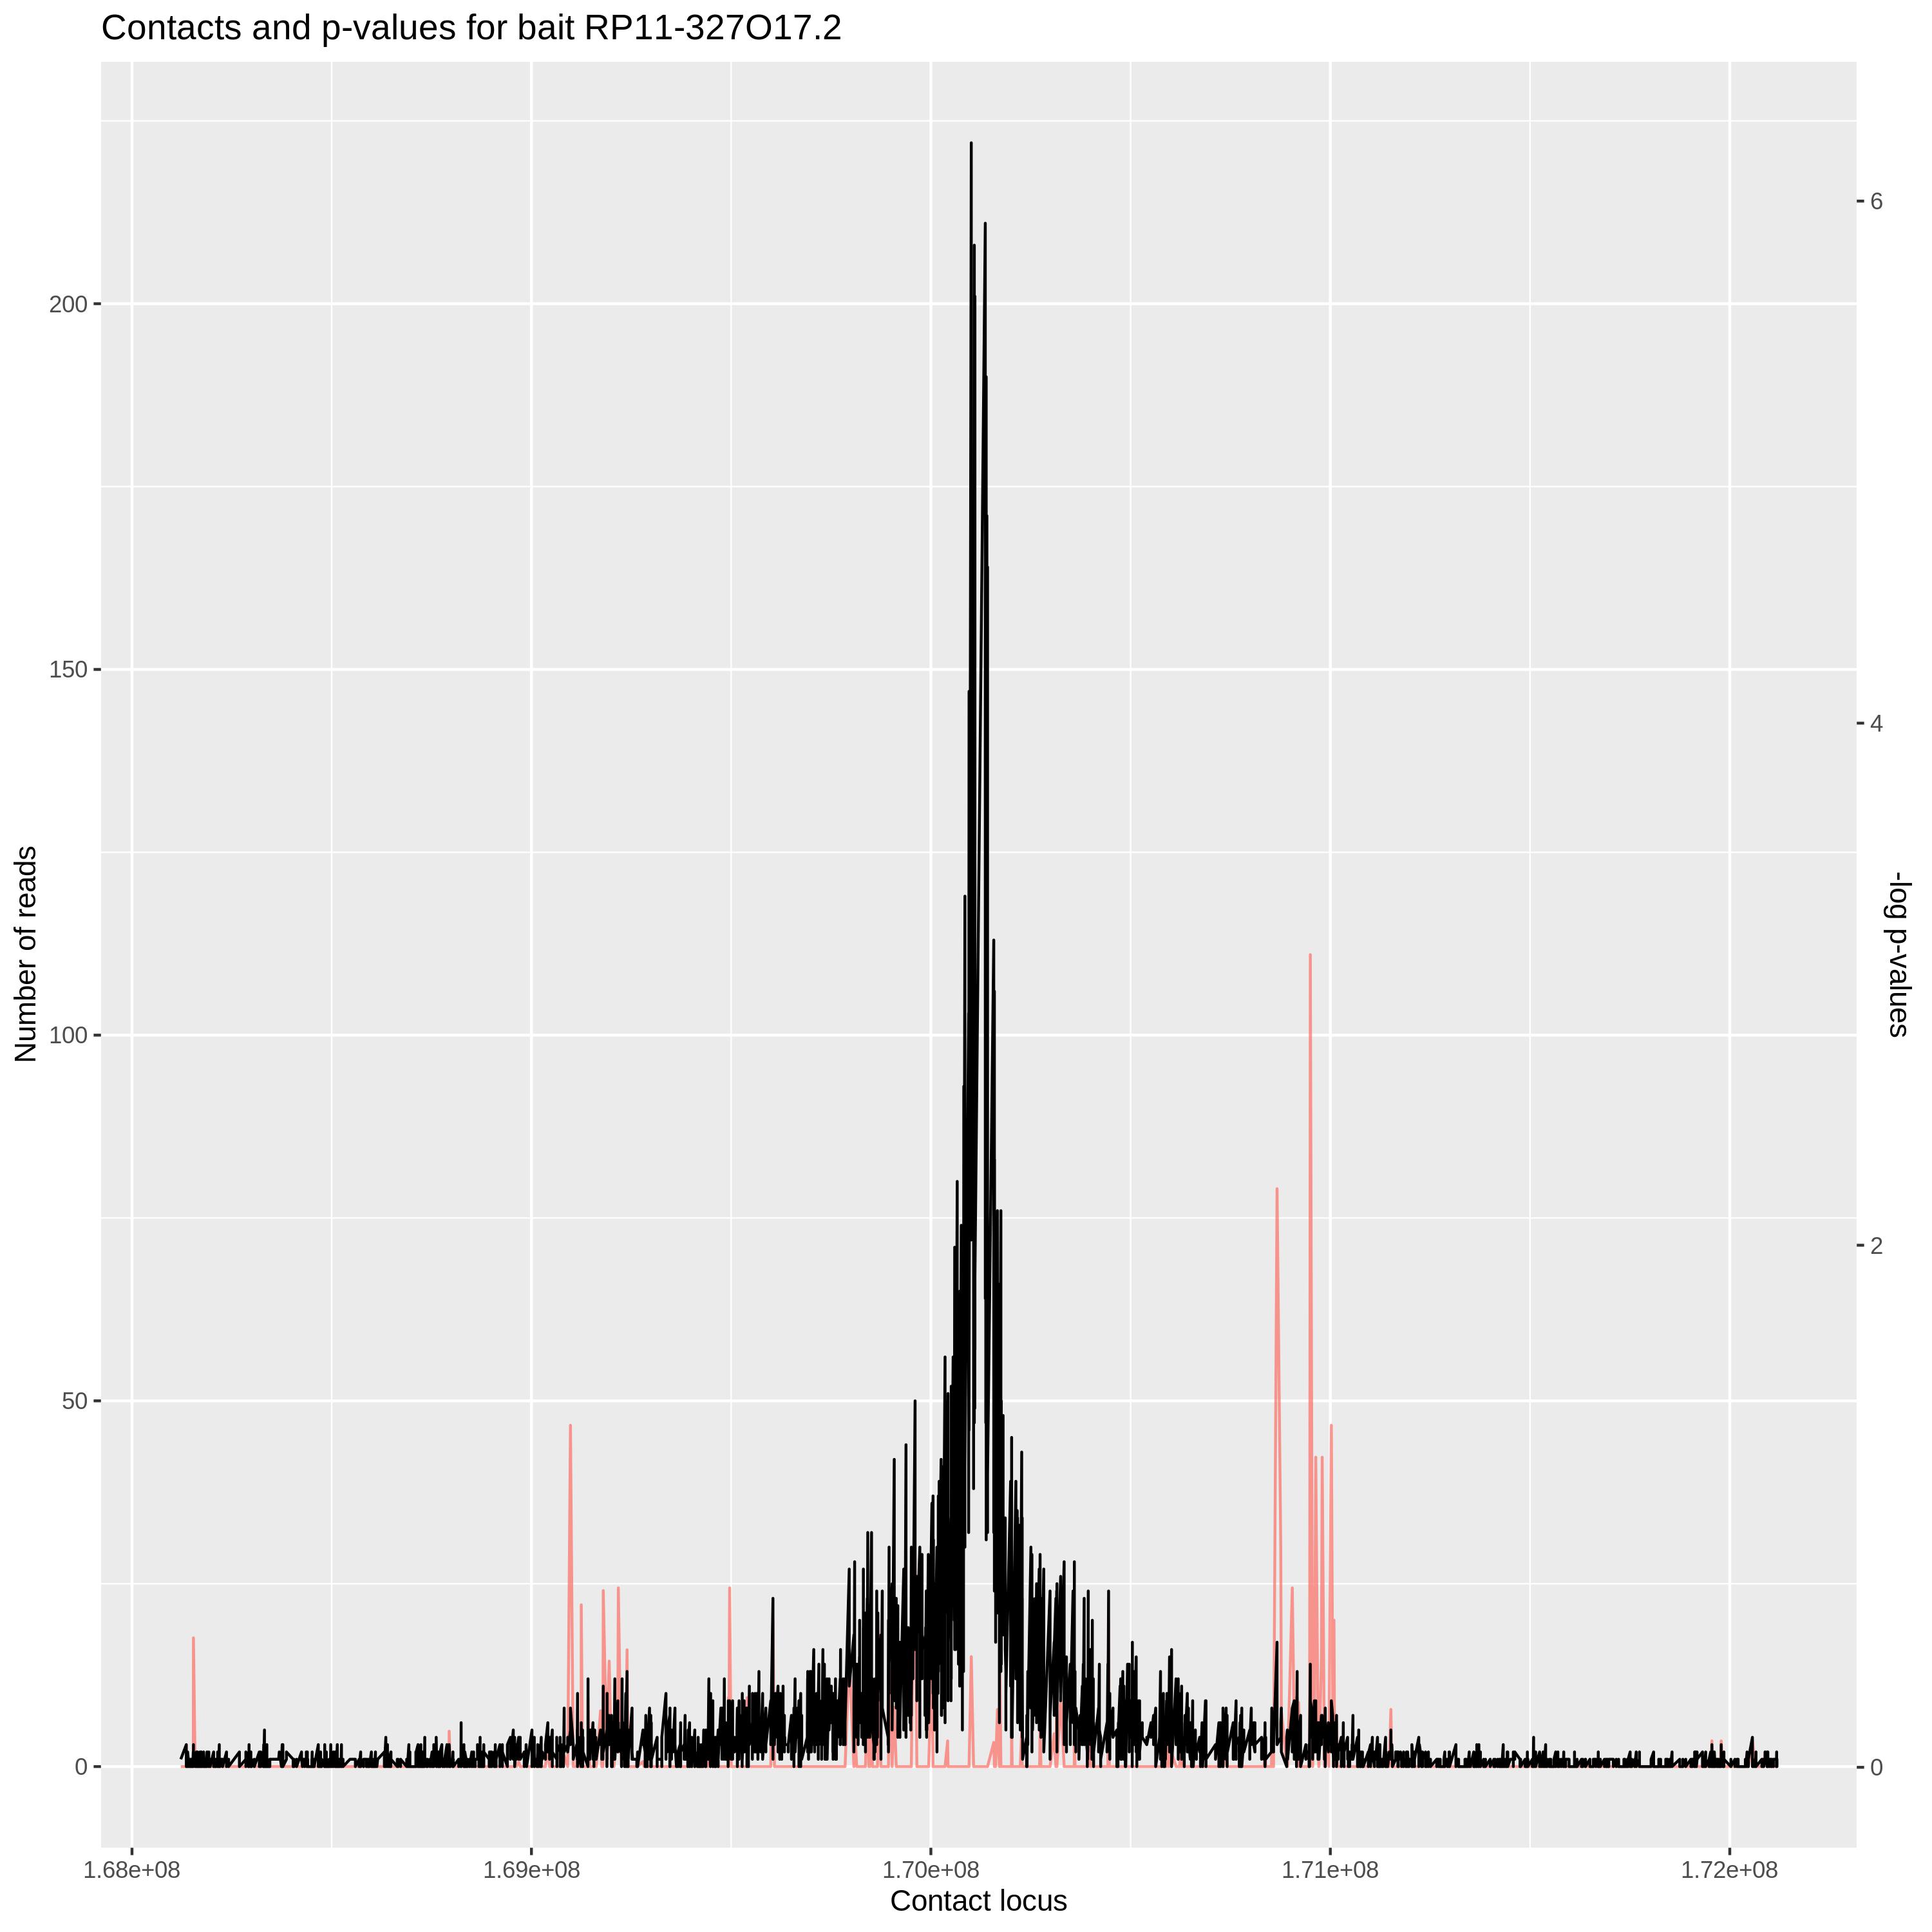 Contacts and p-values for bait RP11-327O17.2
Number of reads
200
150
100
50
0
6
4
2
0
-log p-values
1.68e+08 1.69e+08 1.70e+08 1.71e+08 1.72e+08
Contact locus